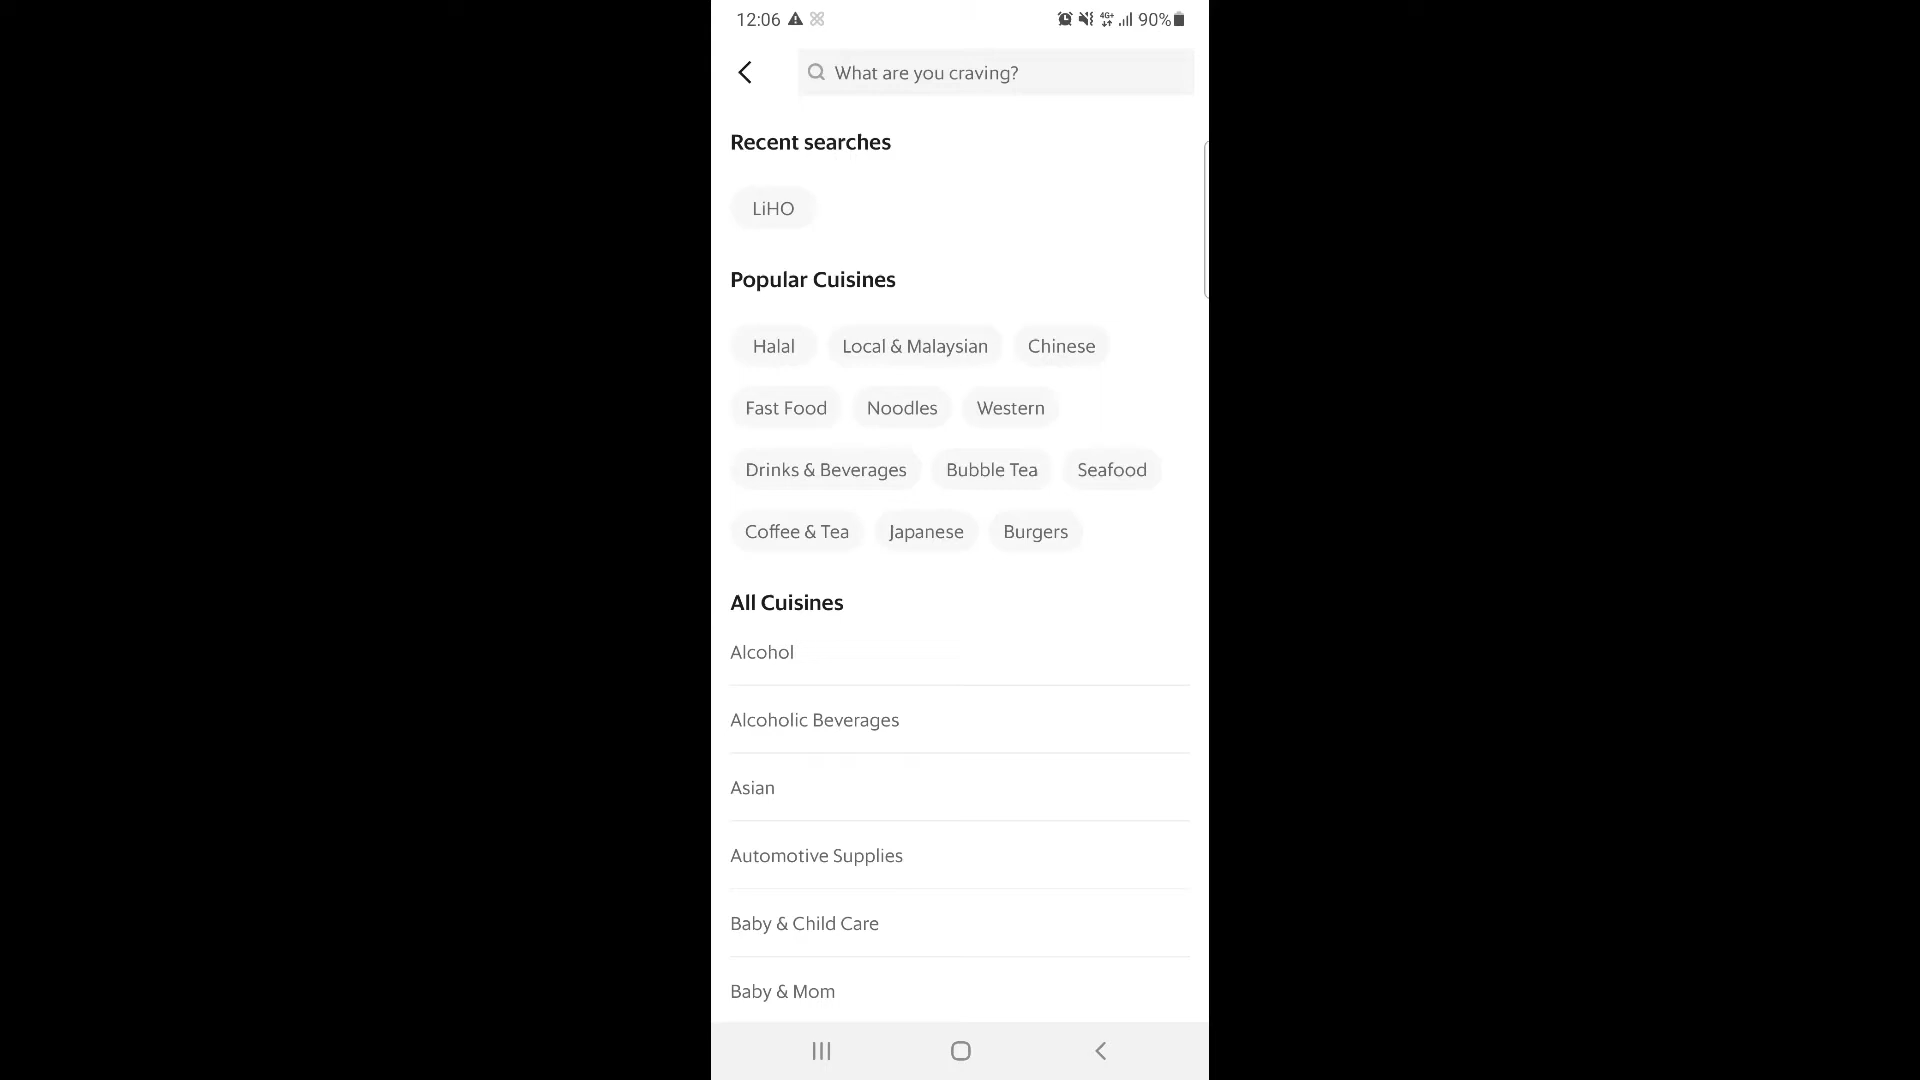 12:06 4G+ 90%
What are you craving?
Recent searches
LiHO
Popular Cuisines
Halal Local & Malaysian Chinese
Fast Food Noodles Western
Drinks & Beverages Bubble Tea Seafood
Coffee & Tea Japanese Burgers
All Cuisines
Alcohol
Alcoholic Beverages
Asian
Automotive Supplies
Baby & Child Care
Baby & Mom